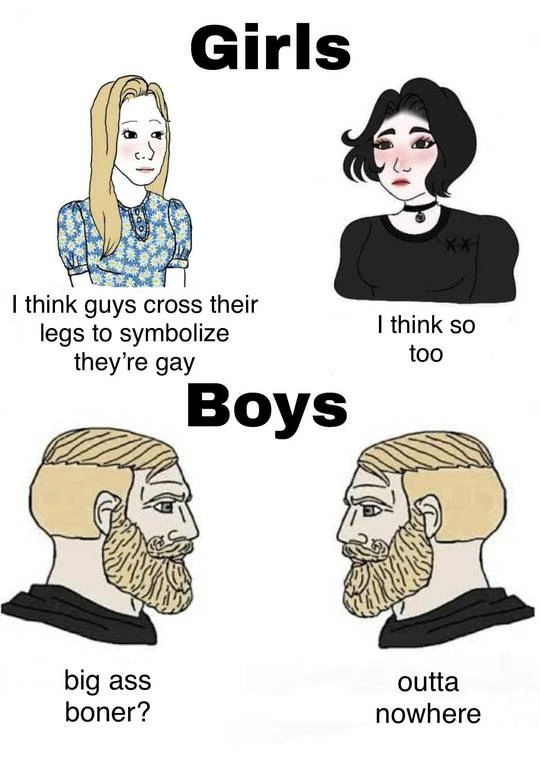 Girls
I think guys cross their
legs to symbolize
they're gay
I think so
too
Boys
big ass
boner?
outta
nowhere